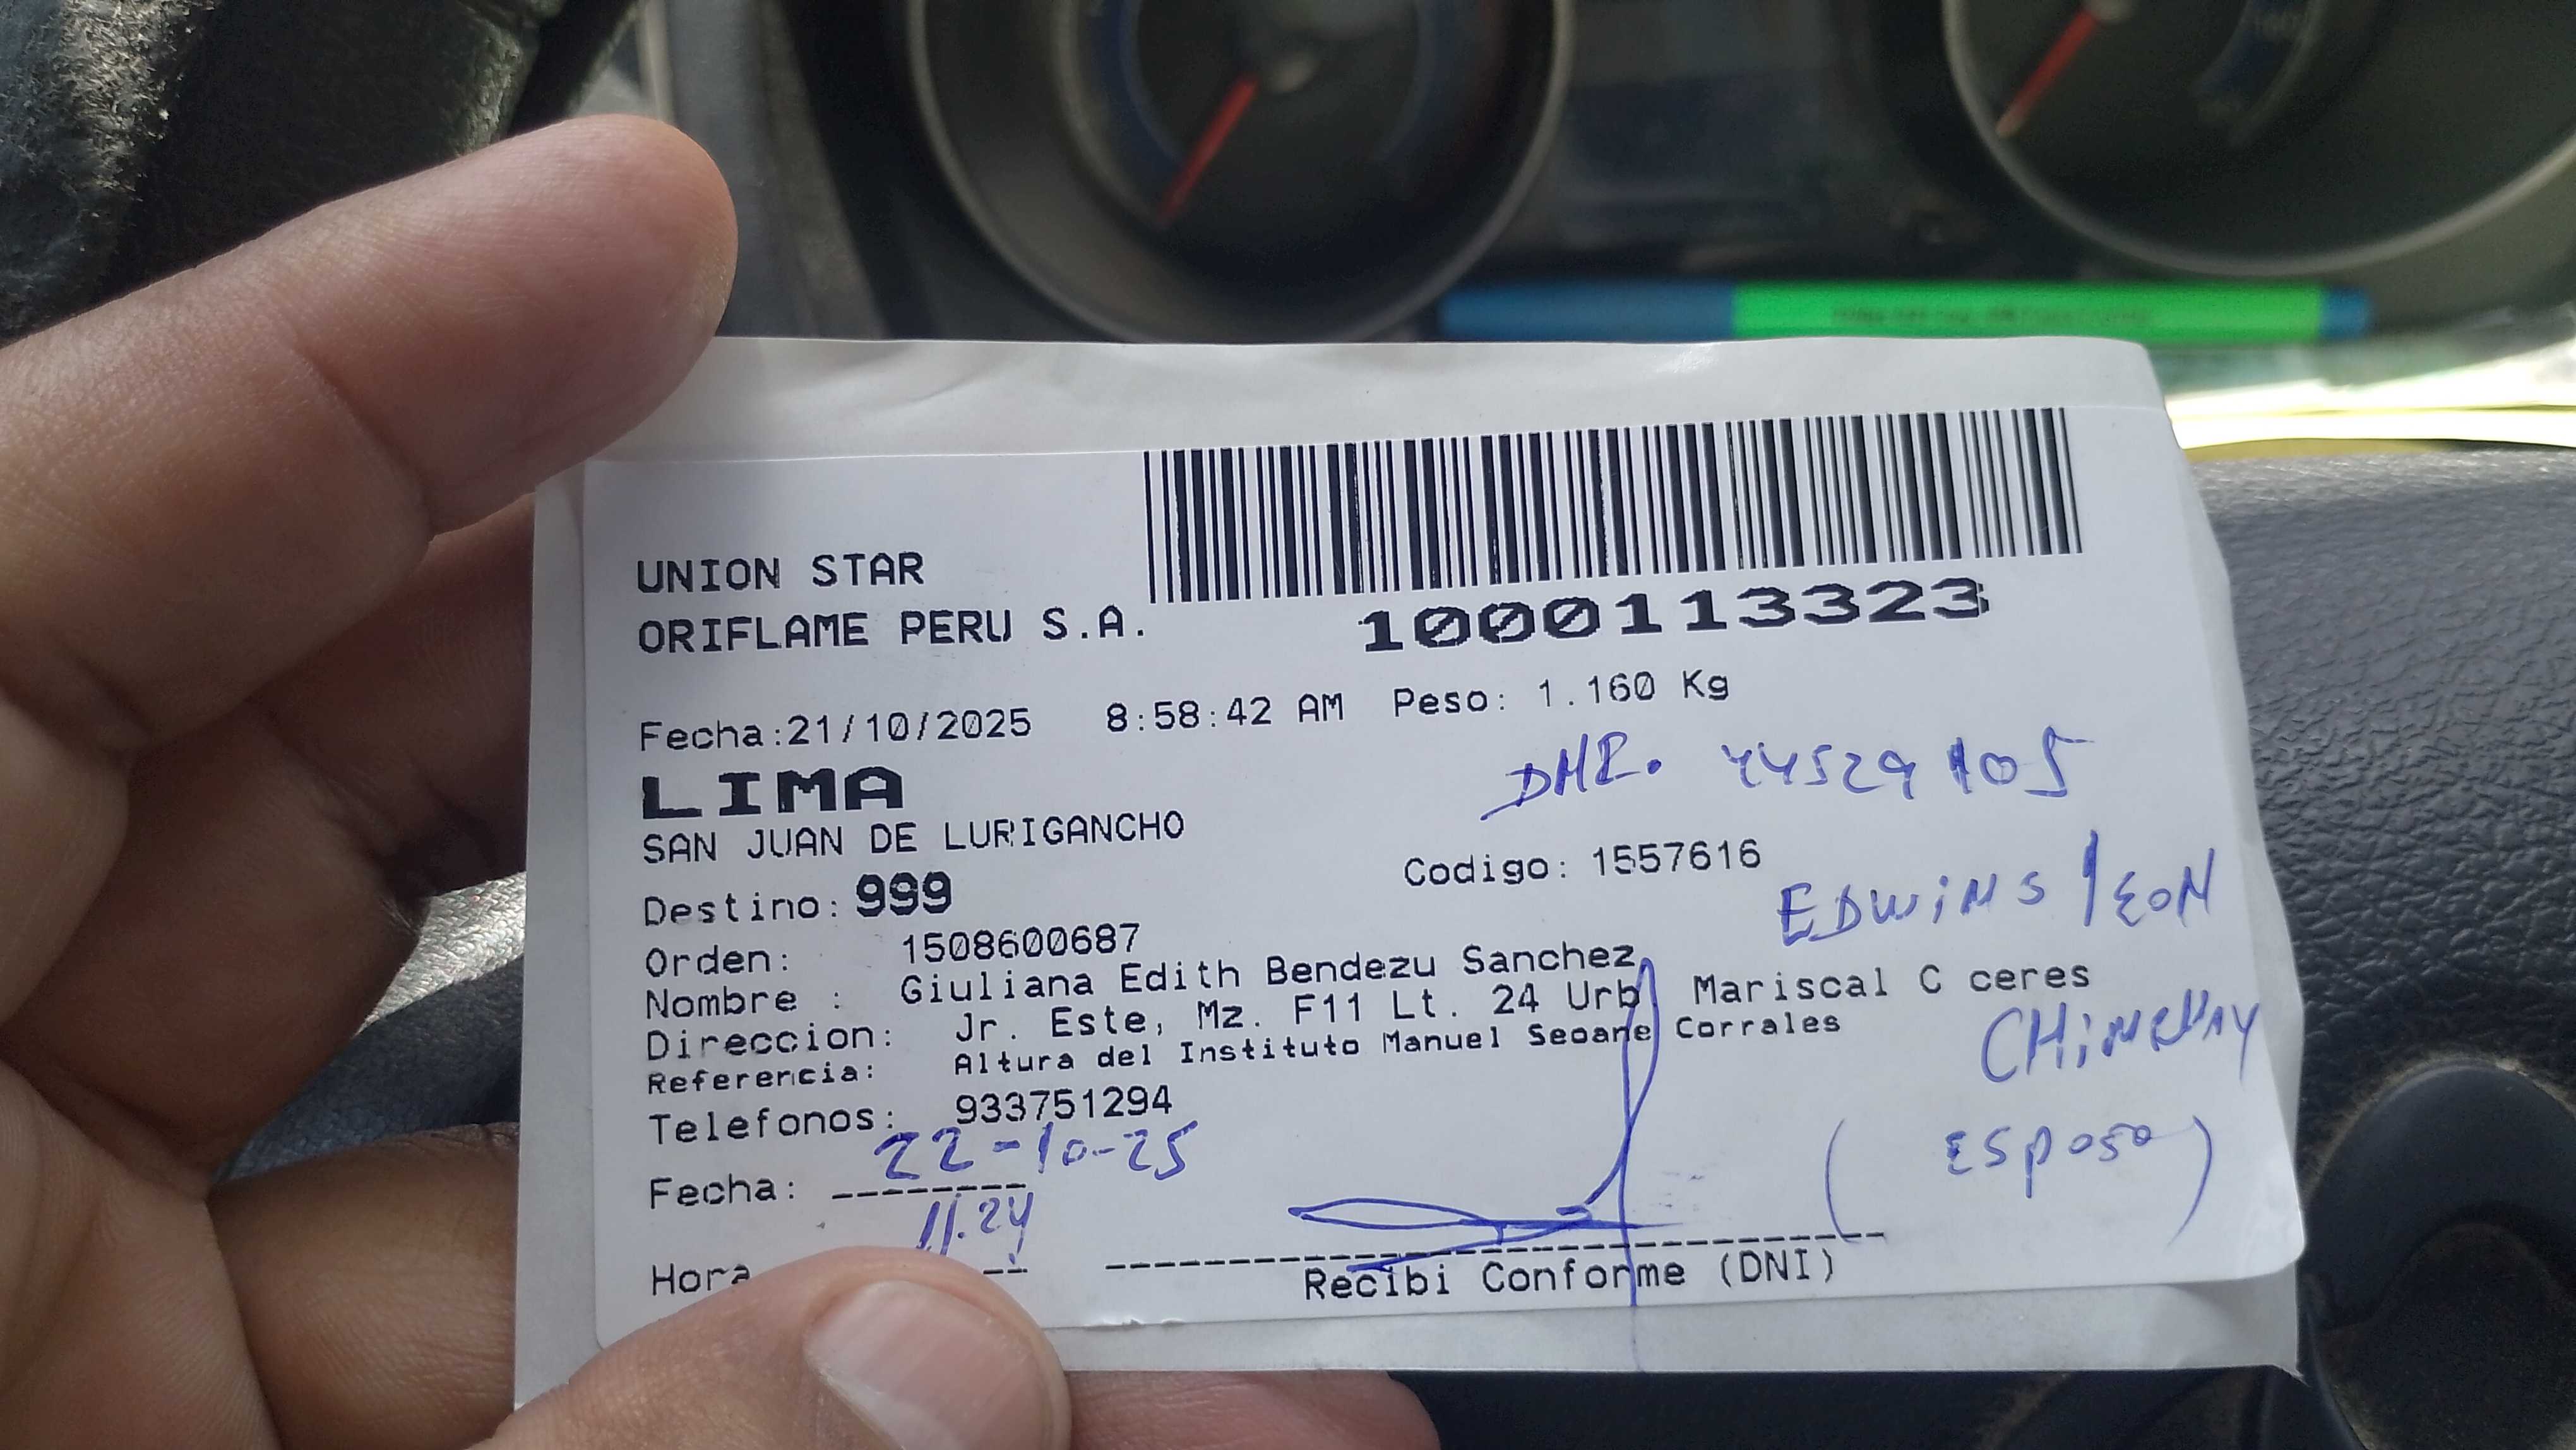 UNION STAR
ORIFLAME PERU S.A.
1000113323
Fecha:21/10/2025 8:58:42 AM Peso: 1.160 Kg
LIMA
SAN JUAN DE LURIGANCHO
DNI. 44529105
Destino: 999
Codigo: 1557616
EDWiNS lEON
Orden: 1508600687
Nombre : Giuliana Edith Bendezu Sanchez
Direccion: Jr. Este, Mz. F11 Lt. 24 Urb Mariscal C ceres
Referencia: Altura del Instituto Manuel Seoane Corrales
Telefonos: 933751294
(ESPOSO)
Fecha: 22-10-25
Hora 11.24
Recibi Conforme (DNI)